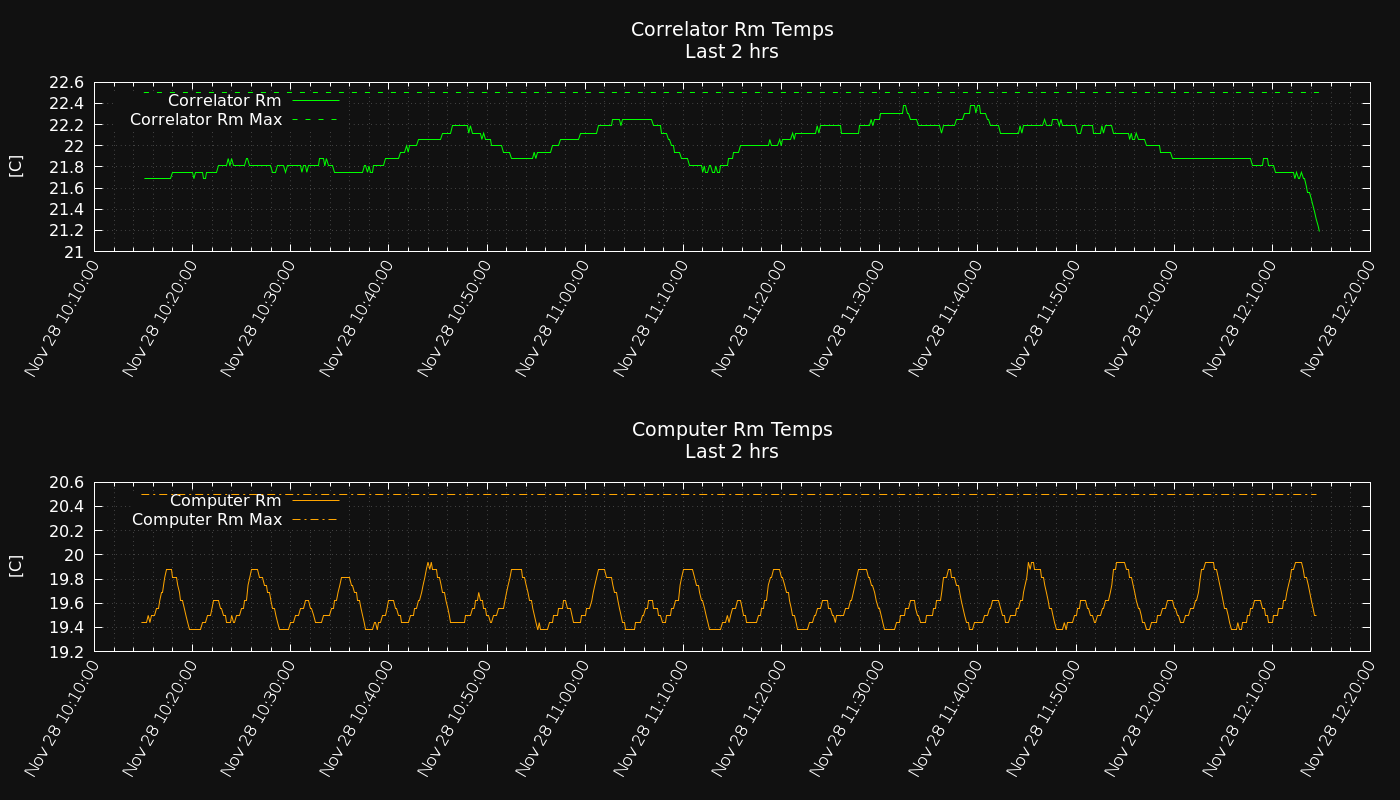 Correlator Rm Temps
Last 2 hrs
[C]
22.6
22.4
22.2
22
21.8
21.6
21.4
21.2
21
Correlator Rm
Correlator Rm Max
Nov 28 10:10:00
Nov 28 10:20:00
Nov 28 10:30:00
Nov 28 10:40:00
Nov 28 10:50:00
Nov 28 11:00:00
Nov 28 11:10:00
Nov 28 11:20:00
Nov 28 11:30:00
Nov 28 11:40:00
Nov 28 11:50:00
Nov 28 12:00:00
Nov 28 12:10:00
Nov 28 12:20:00
Computer Rm Temps
Last 2 hrs
[C]
20.6
20.4
20.2
20
19.8
19.6
19.4
19.2
Computer Rm
Computer Rm Max
Nov 28 10:10:00
Nov 28 10:20:00
Nov 28 10:30:00
Nov 28 10:40:00
Nov 28 10:50:00
Nov 28 11:00:00
Nov 28 11:10:00
Nov 28 11:20:00
Nov 28 11:30:00
Nov 28 11:40:00
Nov 28 11:50:00
Nov 28 12:00:00
Nov 28 12:10:00
Nov 28 12:20:00